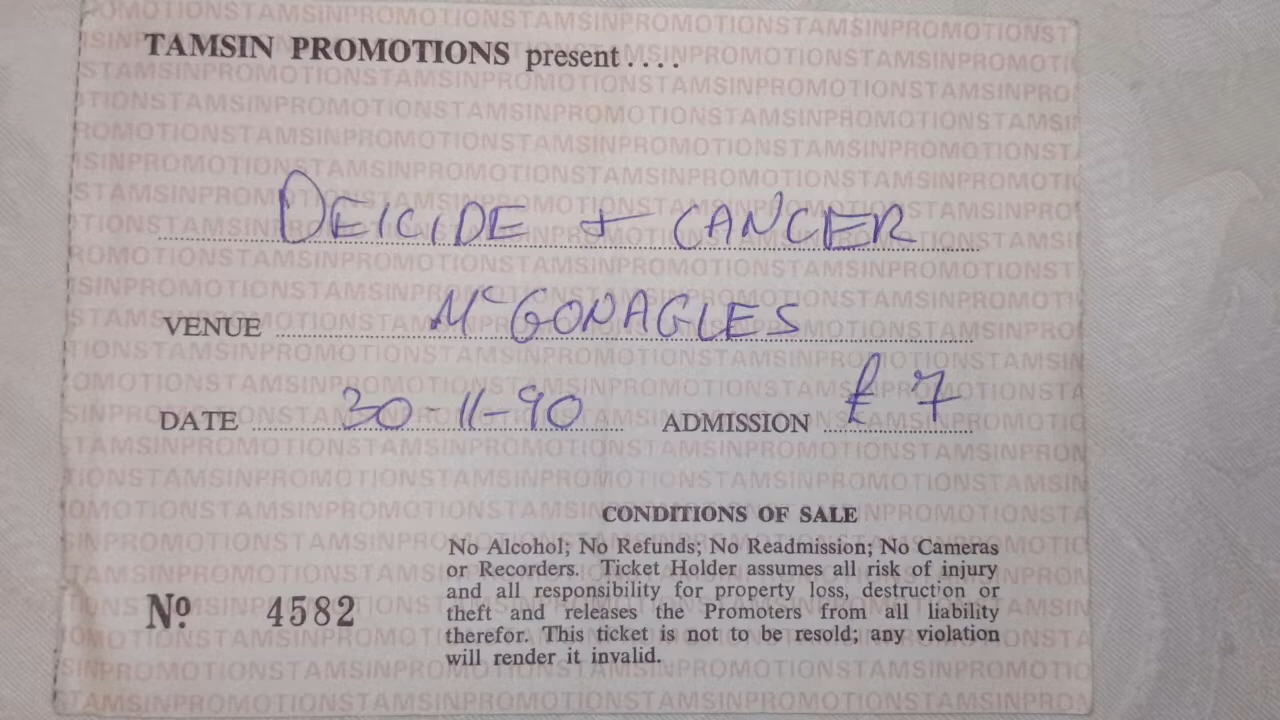 TAMSIN PROMOTIONS present . . . .
DEICIDE + CANCER
VENUE McGONAGLES
DATE 30-11-90 ADMISSION £ 7
CONDITIONS OF SALE
No Alcohol; No Refunds; No Readmission; No Cameras
or Recorders. Ticket Holder assumes all risk of injury
and all responsibility for property loss, destruction or
theft and releases the Promoters from all liability
therefor. This ticket is not to be resold; any violation
will render it invalid.
Nº 4582